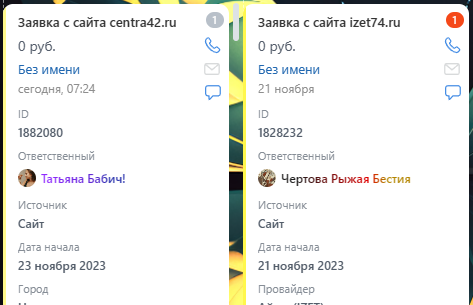 Заявка с сайта centra42.ru
1
0 руб.
Без имени
сегодня, 07:24
ID
1882080
Ответственный
Татьяна Бабич!
Источник
Сайт
Дата начала
23 ноября 2023
Город
Заявка с сайта izet74.ru
1
0 руб.
Без имени
21 ноября
ID
1828232
Ответственный
Чертова Рыжая Бестия
Источник
Сайт
Дата начала
21 ноября 2023
Провайдер